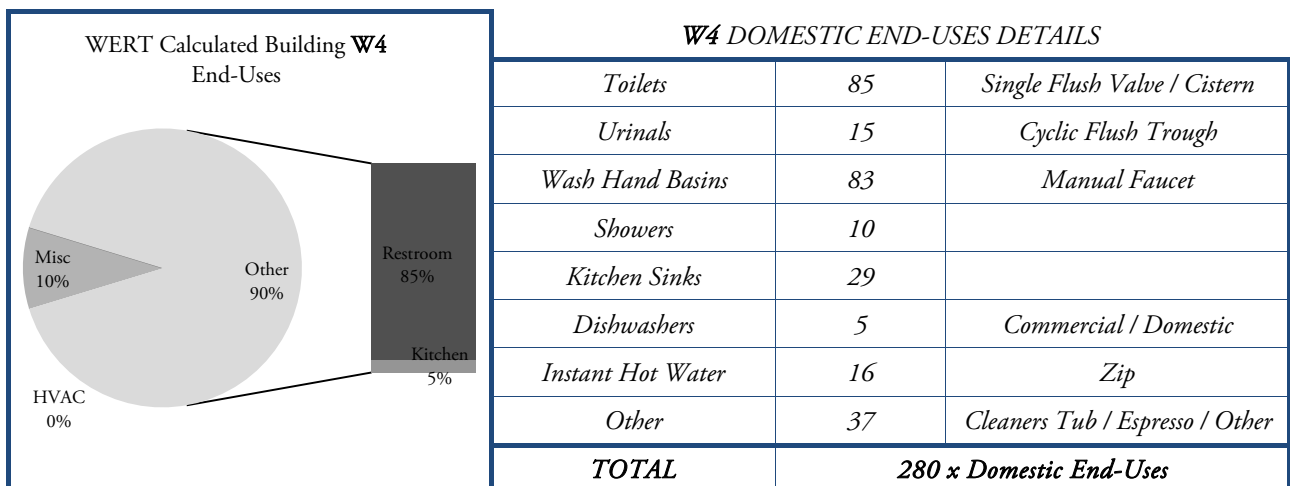 WERT Calculated Building W4
End-Uses
Misc
10%
Other
90%
HVAC
0%
Restroom
85%
Kitchen
5%
W4 DOMESTIC END-USES DETAILS
Toilets 85 Single Flush Valve / Cistern
Urinals 15 Cyclic Flush Trough
Wash Hand Basins 83 Manual Faucet
Showers 10
Kitchen Sinks 29
Dishwashers 5 Commercial / Domestic
Instant Hot Water 16 Zip
Other 37 Cleaners Tub / Espresso / Other
TOTAL 280 x Domestic End-Uses